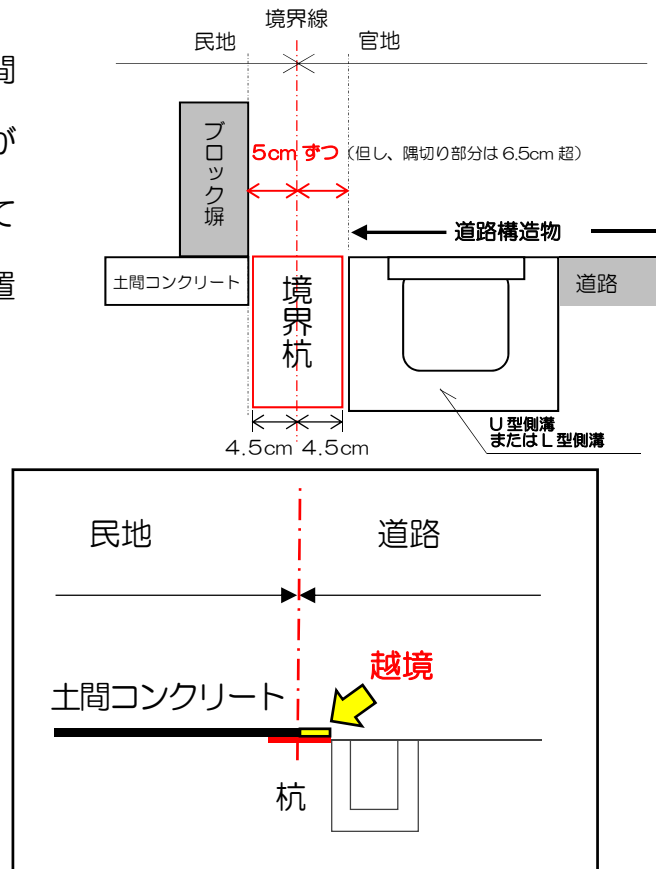 間
が
て
置
境界線
民地
官地
ブロック塀
5cm ずつ（但し、隅切り部分は 6.5cm 超）
道路構造物
土間コンクリート
境界杭
道路
U 型側溝
または L 型側溝
4.5cm 4.5cm
民地
道路
越境
土間コンクリート
杭